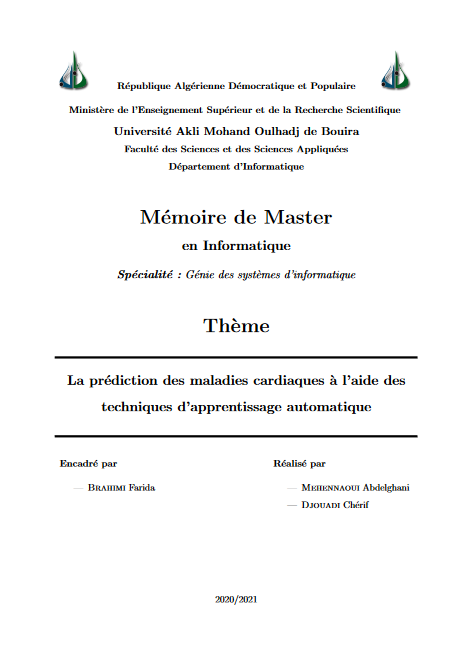 République Algérienne Démocratique et Populaire
Ministère de l'Enseignement Supérieur et de la Recherche Scientifique
Université Akli Mohand Oulhadj de Bouira
Faculté des Sciences et des Sciences Appliquées
Département d'Informatique
Mémoire de Master
en Informatique
Spécialité : Génie des systèmes d'informatique
Thème
La prédiction des maladies cardiaques à l'aide des
techniques d'apprentissage automatique
Encadré par
— BRAHIMI Farida
Réalisé par
— MEHENNAOUI Abdelghani
— DJOUADI Chérif
2020/2021